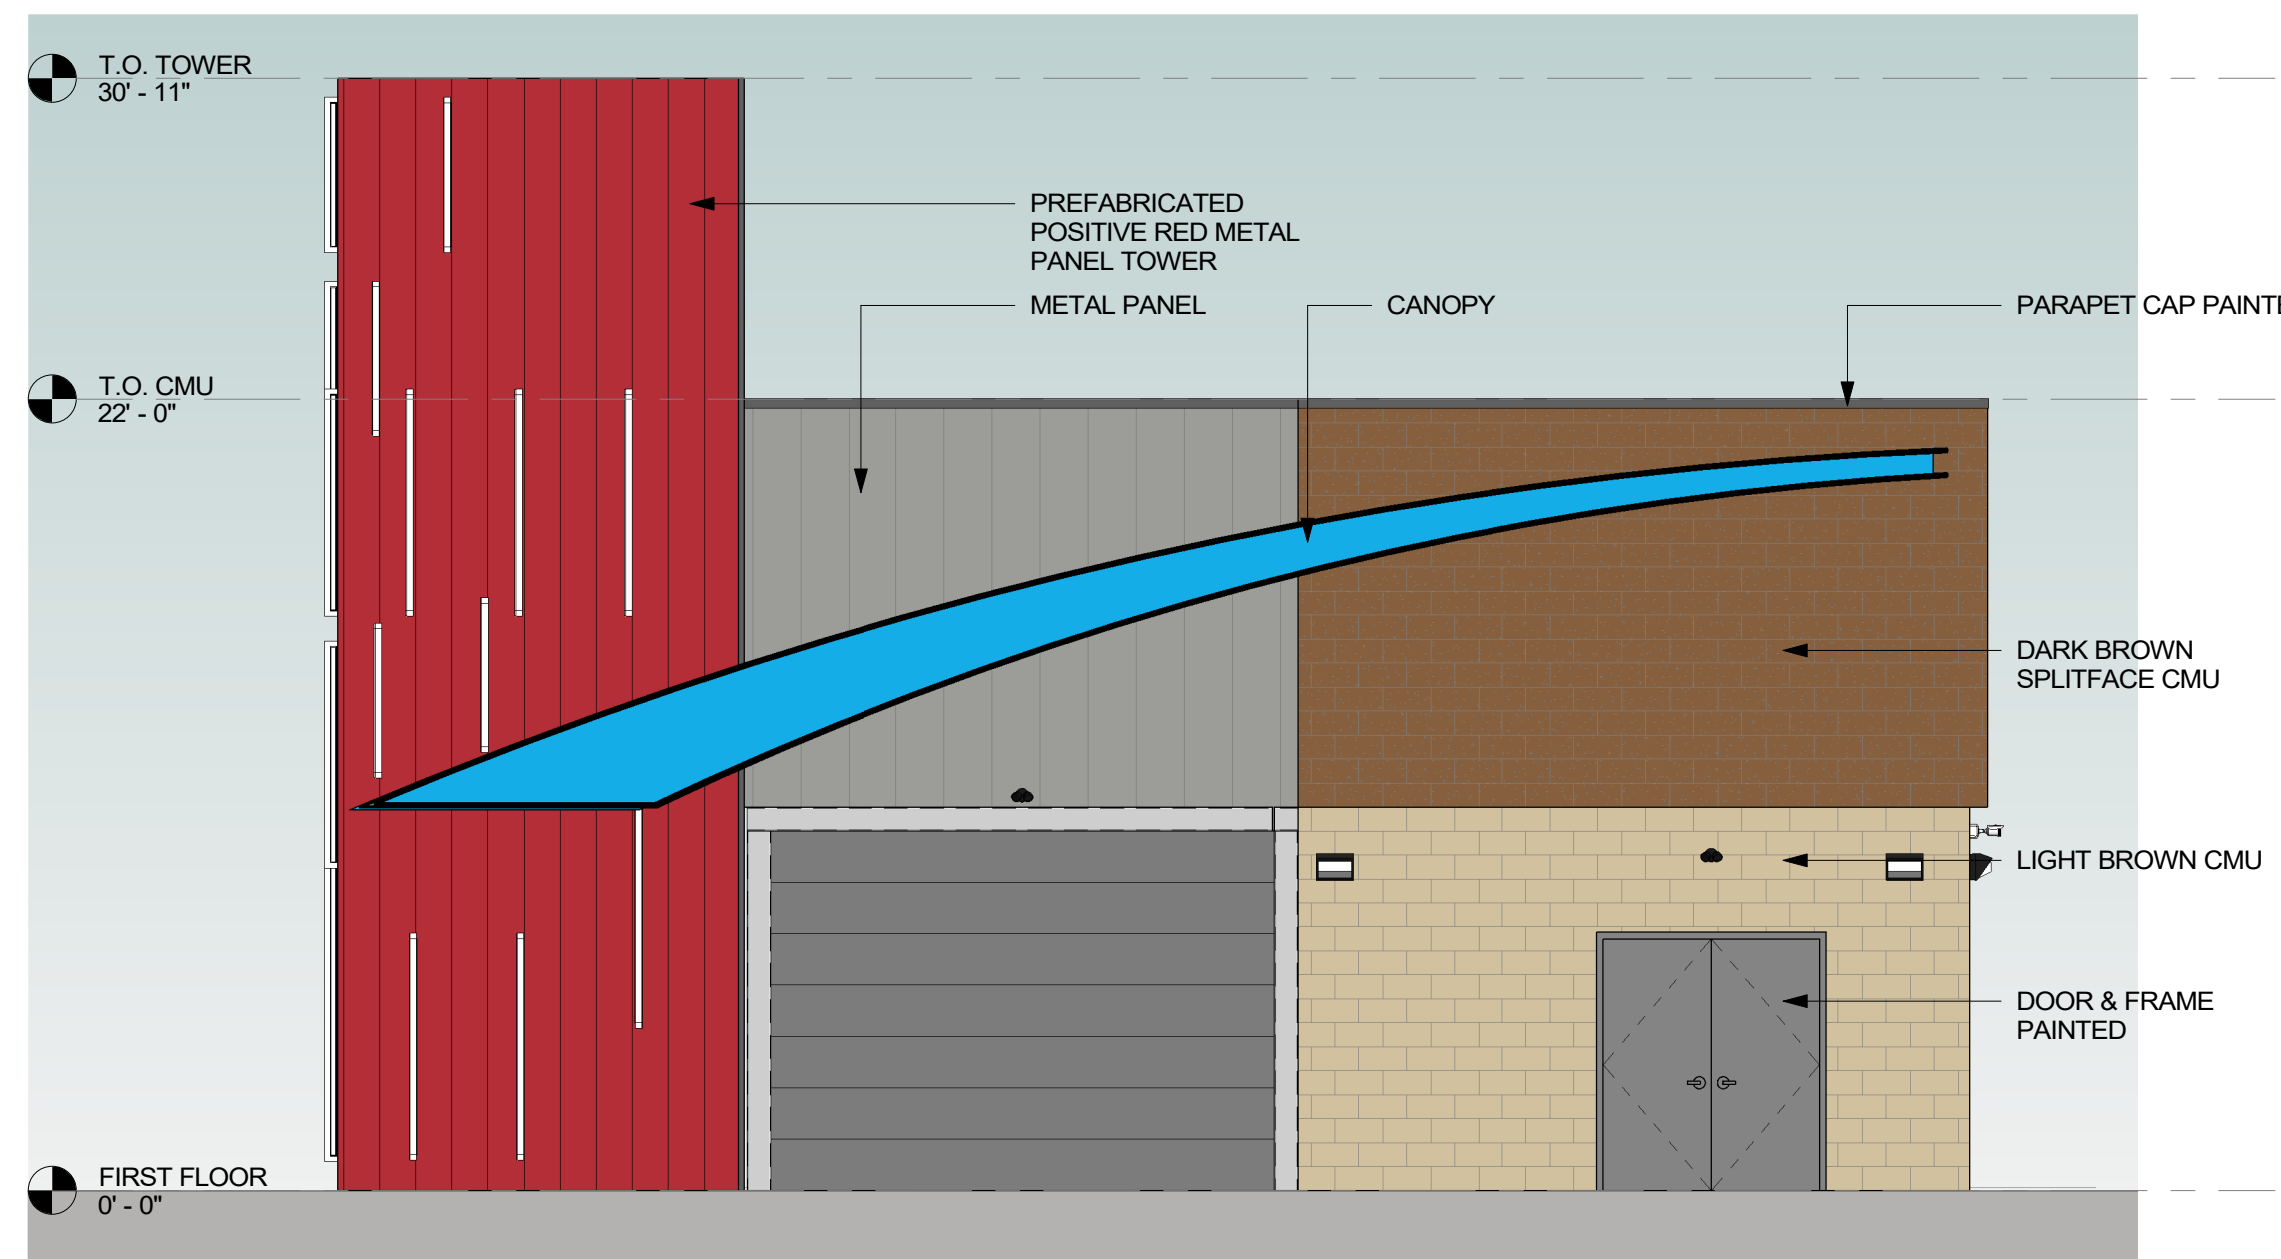 T.O. TOWER
30' - 11"
PREFABRICATED
POSITIVE RED METAL
PANEL TOWER
METAL PANEL
CANOPY
PARAPET CAP
T.O. CMU
22' - 0"
DARK BROWN
SPLITFACE CMU
LIGHT BROWN CMU
DOOR & FRAME
PAINTED
FIRST FLOOR
0' - 0"